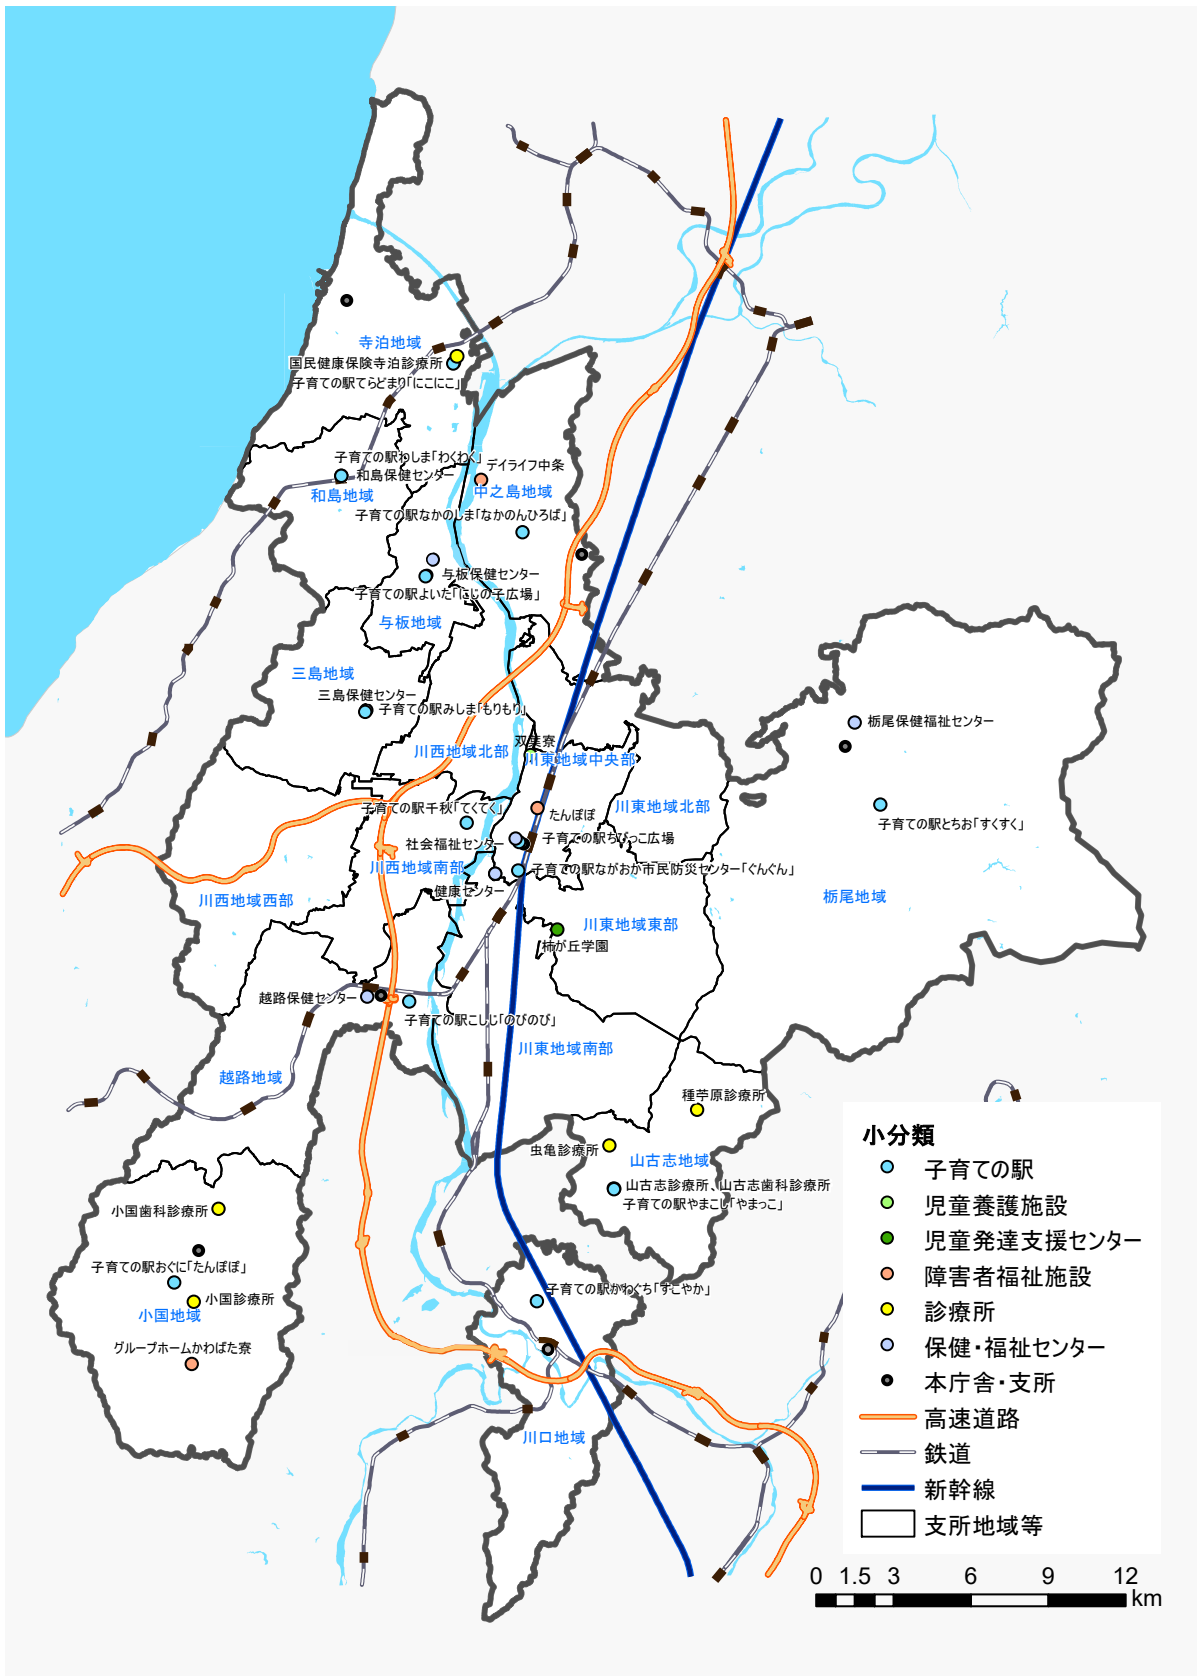 寺泊地域
国民健康保険寺泊診療所
子育ての駅てらどまり「にこにこ」
子育ての駅わしま「わくわく」
デイライフ中条
和島保健センター
和島地域
中之島地域
子育ての駅なかのしま「なかのんひろば」
与板保健センター
子育ての駅よいた「にじの子広場」
与板地域
三島地域
三島保健センター
子育ての駅みしま「もりもり」
栃尾保健福祉センター
双葉寮
川西地域北部
川東地域中央部
川東地域北部
子育ての駅千秋「てくてく」
たんぽぽ
子育ての駅とちお「すくすく」
社会福祉センター
子育ての駅ちびっこ広場
川西地域南部
子育ての駅ながおか市民防災センター「ぐんぐん」
健康センター
川西地域西部
栃尾地域
川東地域東部
柿が丘学園
越路保健センター
子育ての駅こしじ「のびのび」
川東地域南部
越路地域
種苧原診療所
虫亀診療所
山古志地域
山古志診療所、山古志歯科診療所
子育ての駅やまこし「やまっこ」
小国歯科診療所
子育ての駅おぐに「たんぽぽ」
小国診療所
小国地域
子育ての駅かわぐち「すこやか」
グループホームかわばた寮
川口地域
小分類
子育ての駅
児童養護施設
児童発達支援センター
障害者福祉施設
診療所
保健・福祉センター
本庁舎・支所
高速道路
鉄道
新幹線
支所地域等
0 1.5 3 6 9 12
km